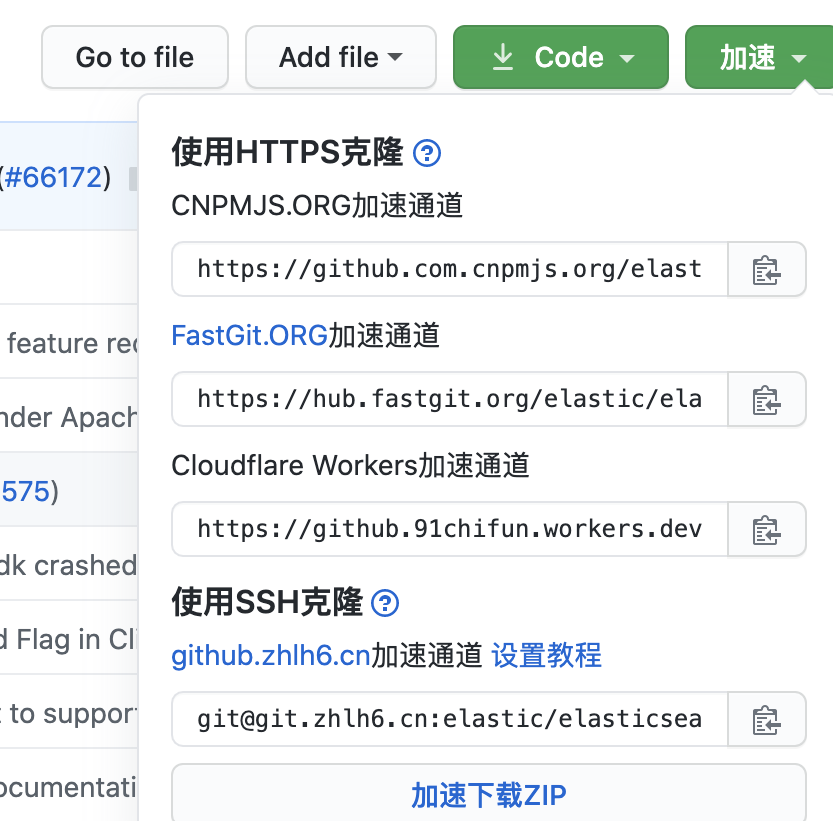 Go to file Add file Code 加速
使用HTTPS克隆
(#66172)
CNPMJS.ORG加速通道
https://github.com.cnpmjs.org/elast
FastGit.ORG加速通道
feature rec
https://hub.fastgit.org/elastic/ela
nder Apach
Cloudflare Workers加速通道
575)
https://github.91chifun.workers.dev
dk crashed
使用SSH克隆
d Flag in Cli
github.zhlh6.cn加速通道 设置教程
t to support
git@git.zhlh6.cn:elastic/elasticsea
ocumentati
加速下载ZIP